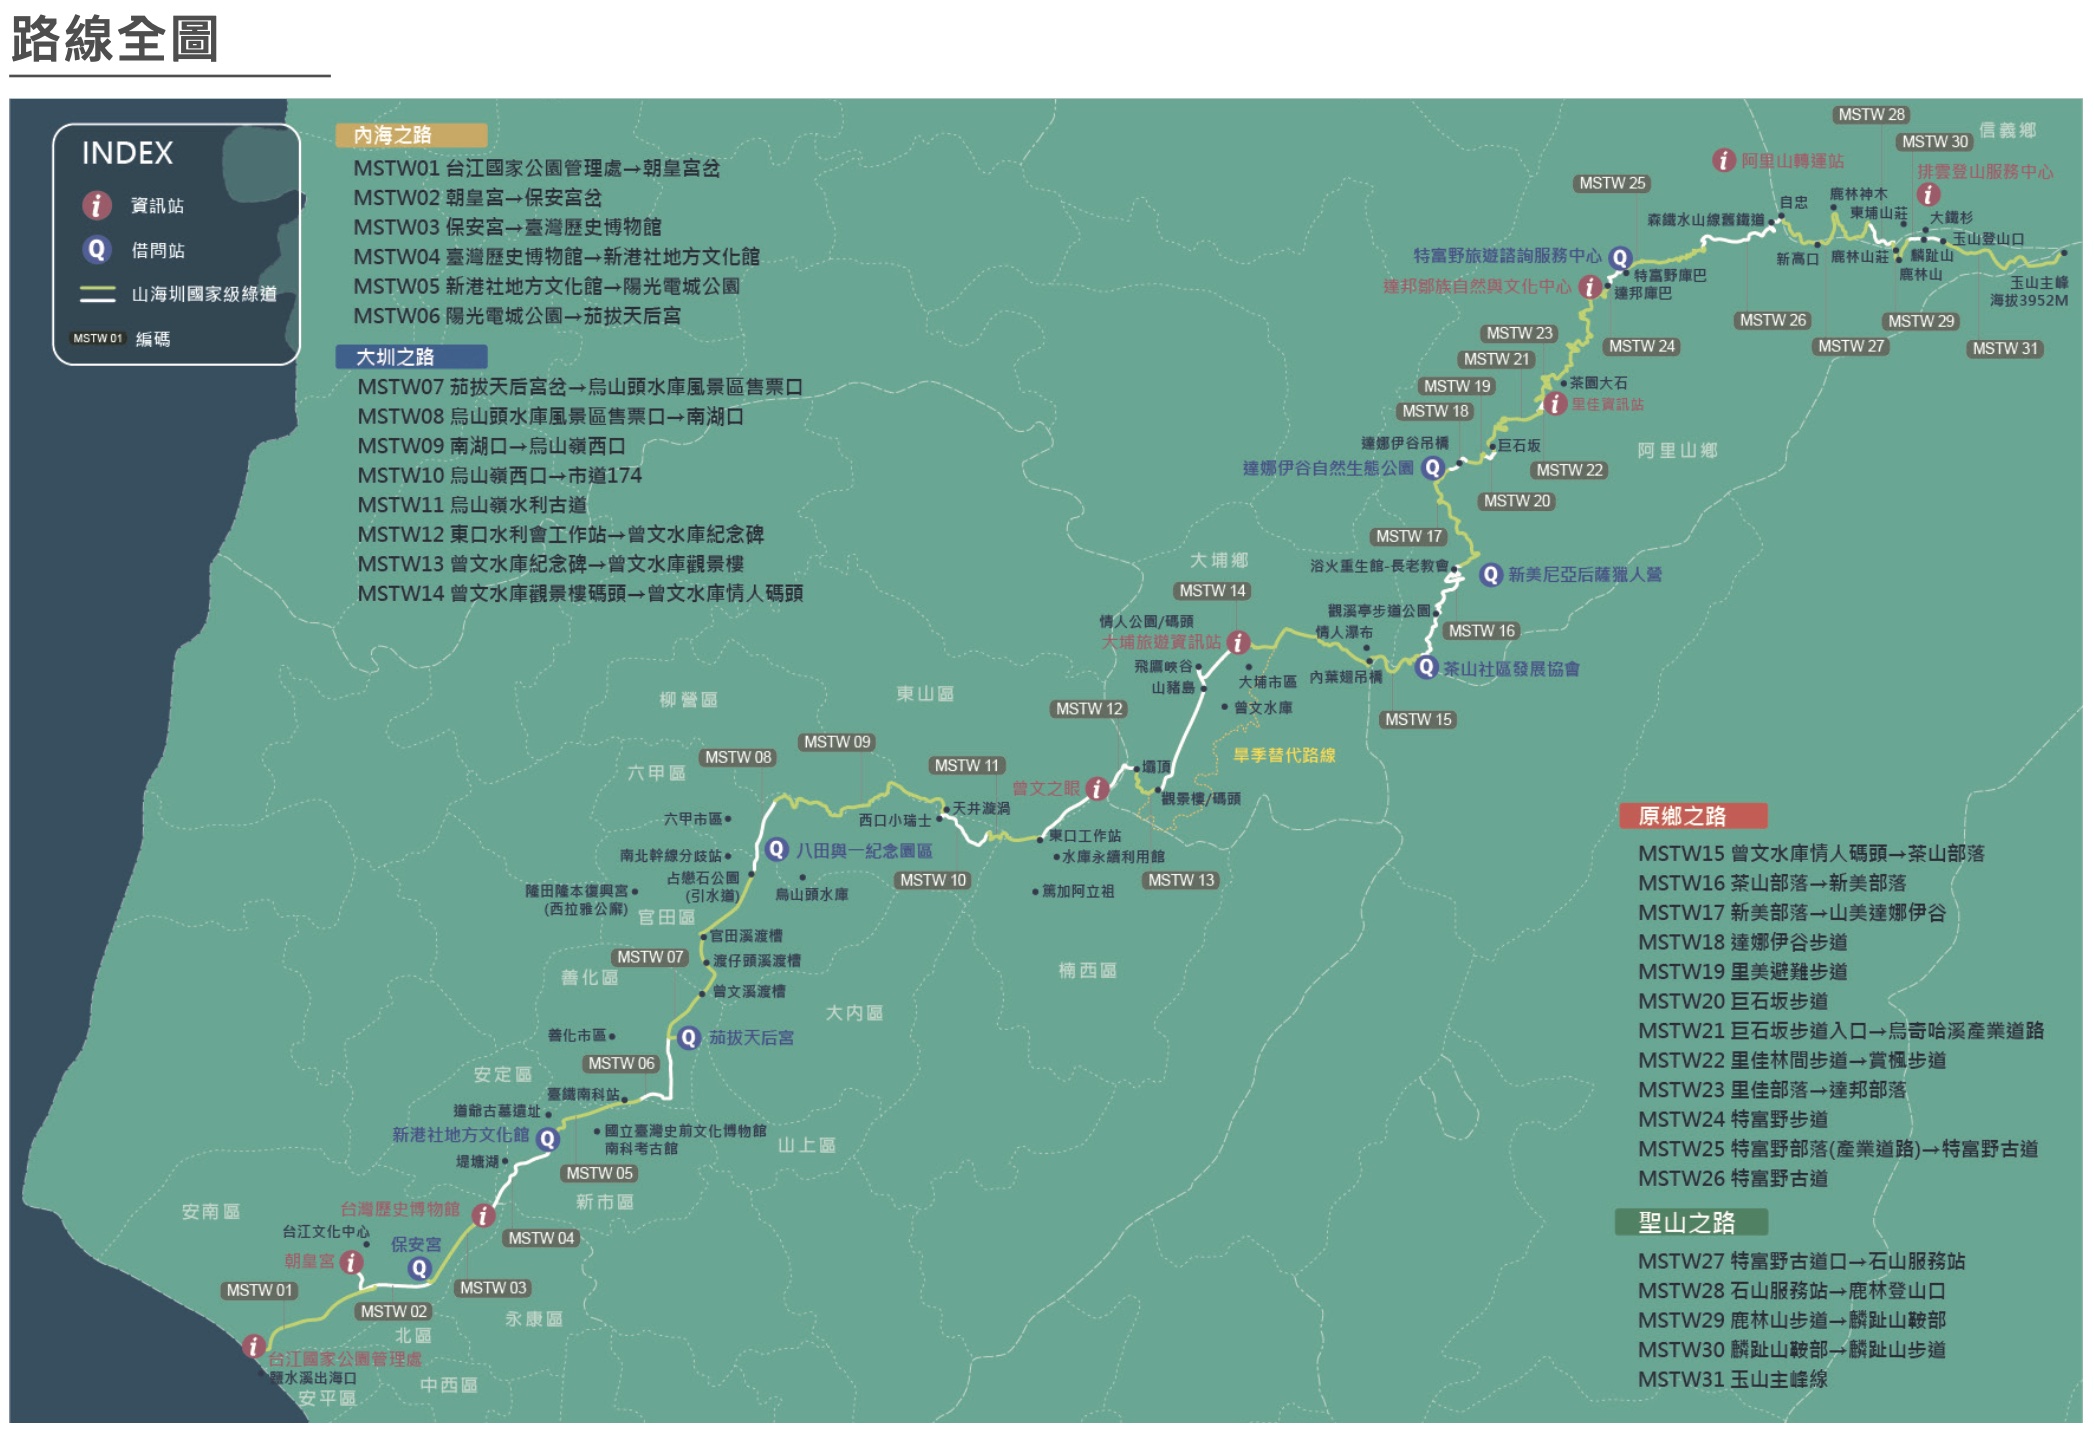 路線全圖
INDEX
i 資訊站
Q 借問站
山海圳國家級綠道
MSTW 01 編碼
內海之路
MSTW01 台江國家公園管理處→朝皇宮岔
MSTW02 朝皇宮→保安宮岔
MSTW03 保安宮→臺灣歷史博物館
MSTW04 臺灣歷史博物館→新港社地方文化館
MSTW05 新港社地方文化館→陽光電城公園
MSTW06 陽光電城公園→茄拔天后宮
大圳之路
MSTW07 茄拔天后宮岔→烏山頭水庫風景區售票口
MSTW08 烏山頭水庫風景區售票口→南湖口
MSTW09 南湖口→烏山嶺西口
MSTW10 烏山嶺西口→市道174
MSTW11 烏山嶺水利古道
MSTW12 東口水利會工作站→曾文水庫紀念碑
MSTW13 曾文水庫紀念碑→曾文水庫觀景樓
MSTW14 曾文水庫觀景樓碼頭→曾文水庫情人碼頭
MSTW 28
信義鄉
MSTW 30
i 阿里山轉運站
排雲登山服務中心
i
MSTW 25
鹿林神木
自忠
東埔山莊
大鐵杉
森鐵水山線舊鐵道
玉山登山口
特富野旅遊諮詢服務中心 Q
新高口
鹿林山莊
麟趾山
特富野庫巴
鹿林山
達邦鄒族自然與文化中心 i
達邦庫巴
玉山主峰
海拔3952M
MSTW 26
MSTW 29
MSTW 23
MSTW 24
MSTW 27
MSTW 31
MSTW 21
MSTW 19
茶園大石
i 里佳資訊站
MSTW 18
達娜伊谷吊橋
巨石坂
阿里山鄉
達娜伊谷自然生態公園 Q
MSTW 22
MSTW 20
MSTW 17
大埔鄉
浴火重生館-長老教會
Q 新美尼亞后薩獵人營
MSTW 14
觀溪亭步道公園
情人公園/碼頭
情人瀑布
MSTW 16
大埔旅遊資訊站 i
飛鷹峽谷
Q 茶山社區發展協會
內葉翅吊橋
大埔市區
山豬島
曾文水庫
MSTW 12
MSTW 15
柳營區
東山區
MSTW 09
MSTW 08
旱季替代路線
MSTW 11
壩頂
六甲區
曾文之眼 i
觀景樓/碼頭
天井漩渦
六甲市區
西口小瑞士
東口工作站
Q 八田與一紀念園區
南北幹線分歧站
水庫永續利用館
占戀石公園
(引水道)
MSTW 10
MSTW 13
隆田隆本復興宮
(西拉雅公廨)
烏山頭水庫
篤加阿立祖
官田區
官田溪渡槽
MSTW 07
渡仔頭溪渡槽
楠西區
善化區
曾文溪渡槽
大內區
善化市區
Q 茄拔天后宮
MSTW 06
安定區
臺鐵南科站
道爺古墓遺址
新港社地方文化館 Q
國立臺灣史前文化博物館
南科考古館
山上區
堤塘湖
MSTW 05
新市區
安南區
台灣歷史博物館 i
台江文化中心
MSTW 04
保安宮
朝皇宮 i
Q
MSTW 01
MSTW 03
MSTW 02
永康區
北區
i 台江國家公園管理處
鹽水溪出海口
中西區
安平區
原鄉之路
MSTW15 曾文水庫情人碼頭→茶山部落
MSTW16 茶山部落→新美部落
MSTW17 新美部落→山美達娜伊谷
MSTW18 達娜伊谷步道
MSTW19 里美避難步道
MSTW20 巨石坂步道
MSTW21 巨石坂步道入口→烏奇哈溪產業道路
MSTW22 里佳林間步道→賞楓步道
MSTW23 里佳部落→達邦部落
MSTW24 特富野步道
MSTW25 特富野部落(產業道路)→特富野古道
MSTW26 特富野古道
聖山之路
MSTW27 特富野古道口→石山服務站
MSTW28 石山服務站→鹿林登山口
MSTW29 鹿林山步道→麟趾山鞍部
MSTW30 麟趾山鞍部→麟趾山步道
MSTW31 玉山主峰線